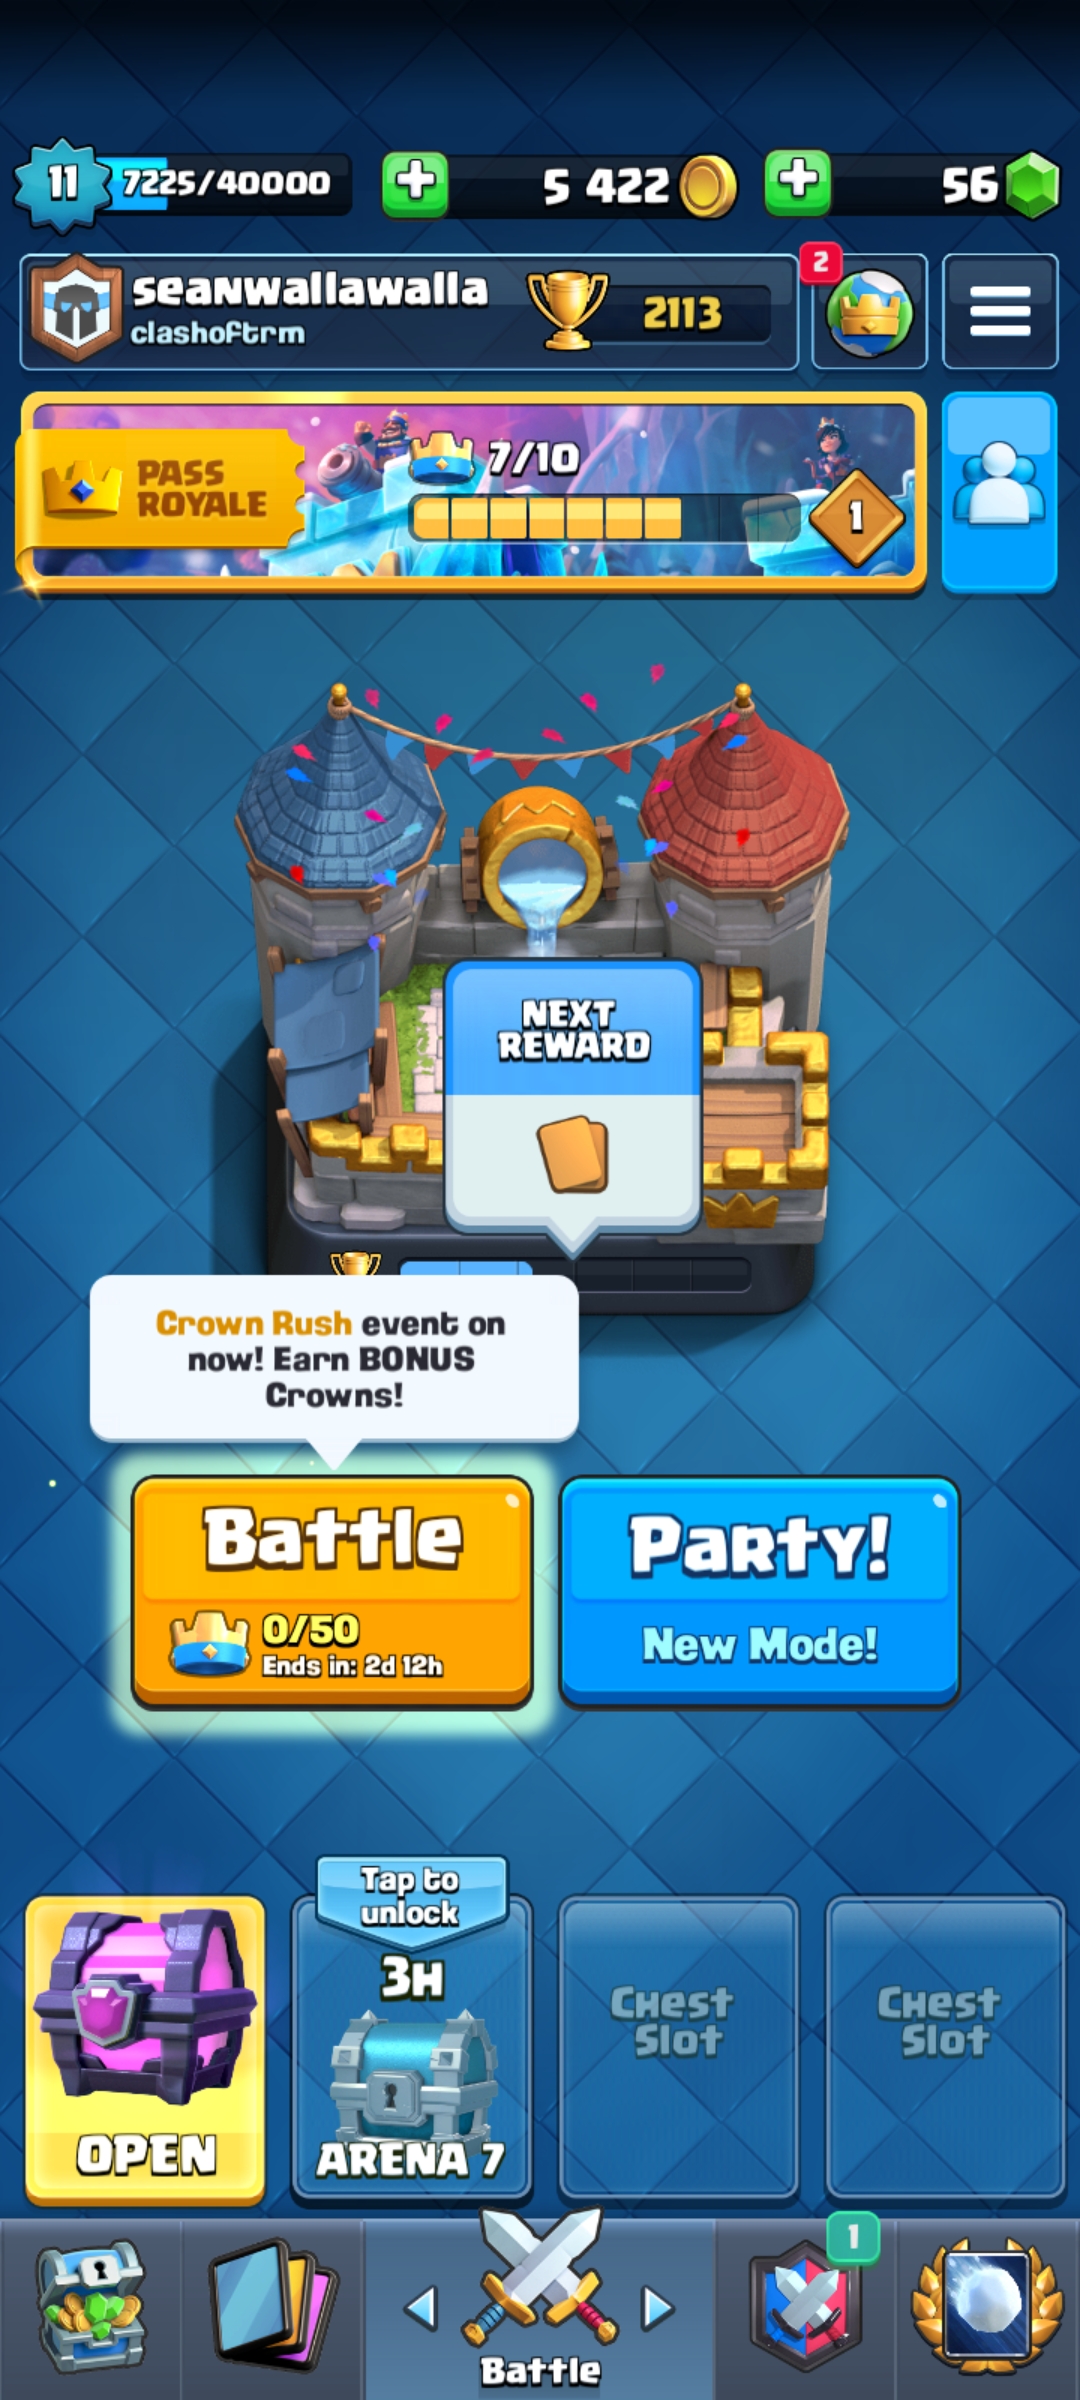 11
7225/40000
5 422
56
seanwallawalla
clashoftrm
2113
2
PASS
ROYALE
7/10
1
NEXT
REWARD
Crown Rush event on
now! Earn BONUS
Crowns!
Battle
0/50
Ends in: 2d 12h
Party!
New Mode!
OPEN
Tap to
unlock
3H
ARENA 7
Chest
Slot
Chest
Slot
Battle
1